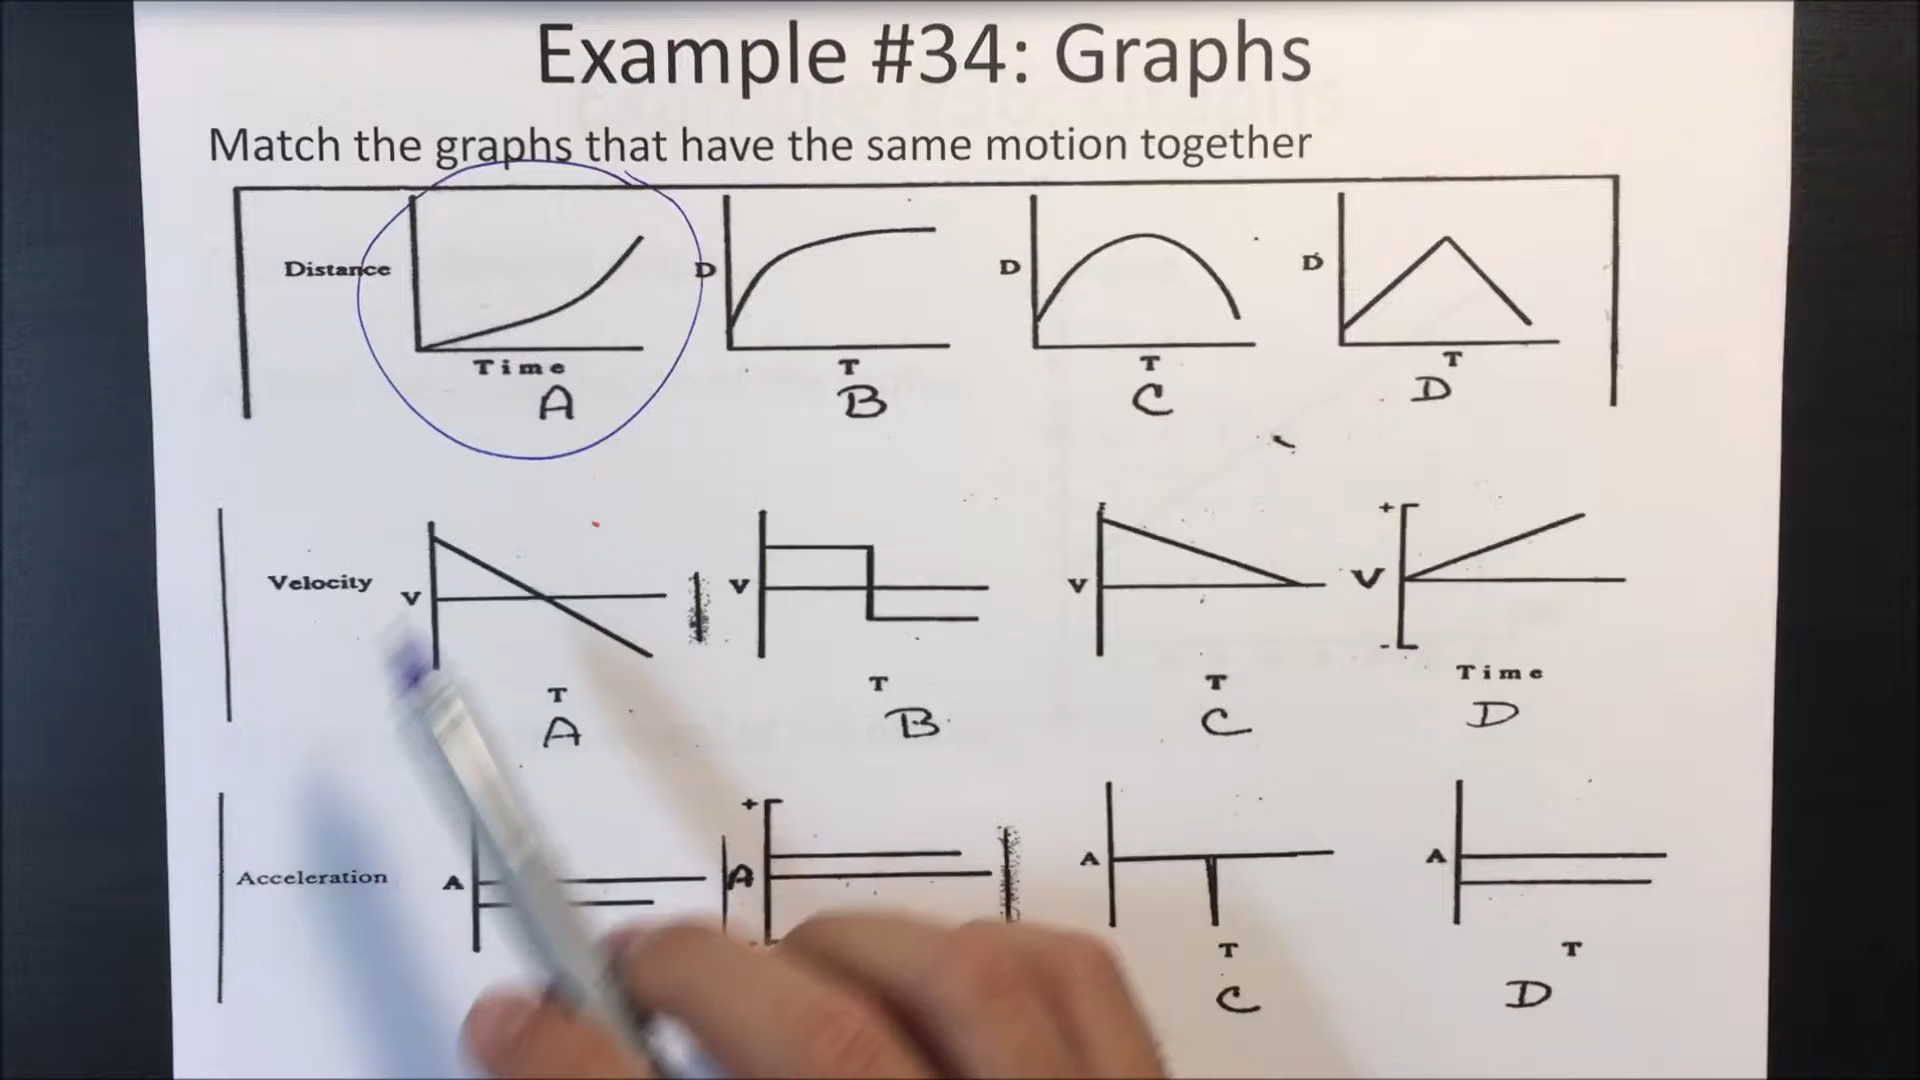 Example #34: Graphs
Match the graphs that have the same motion together
Distance D D D
Time T T T
A B C D
Velocity V V V + V -
T T T Time
A B C D
Acceleration A + A - A A
T T
C D